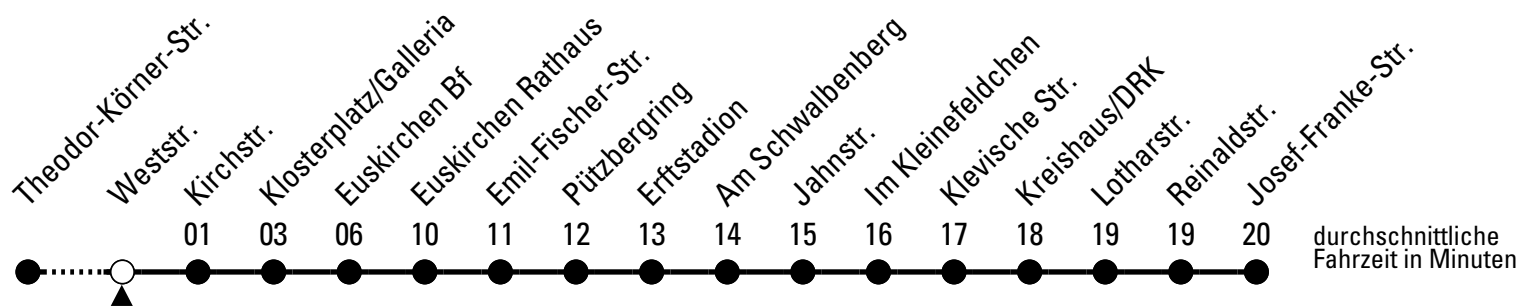 Theodor-Körner-Str.
Weststr.
Kirchstr.
Klosterplatz/Galleria
Euskirchen Bf
Euskirchen Rathaus
Emil-Fischer-Str.
Pützbergring
Erftstadion
Am Schwalbenberg
Jahnstr.
Im Kleinefeldchen
Klevische Str.
Kreishaus/DRK
Lotharstr.
Reinaldstr.
Josef-Franke-Str.
01 03 06 10 11 12 13 14 15 16 17 18 19 19 20
durchschnittliche
Fahrzeit in Minuten